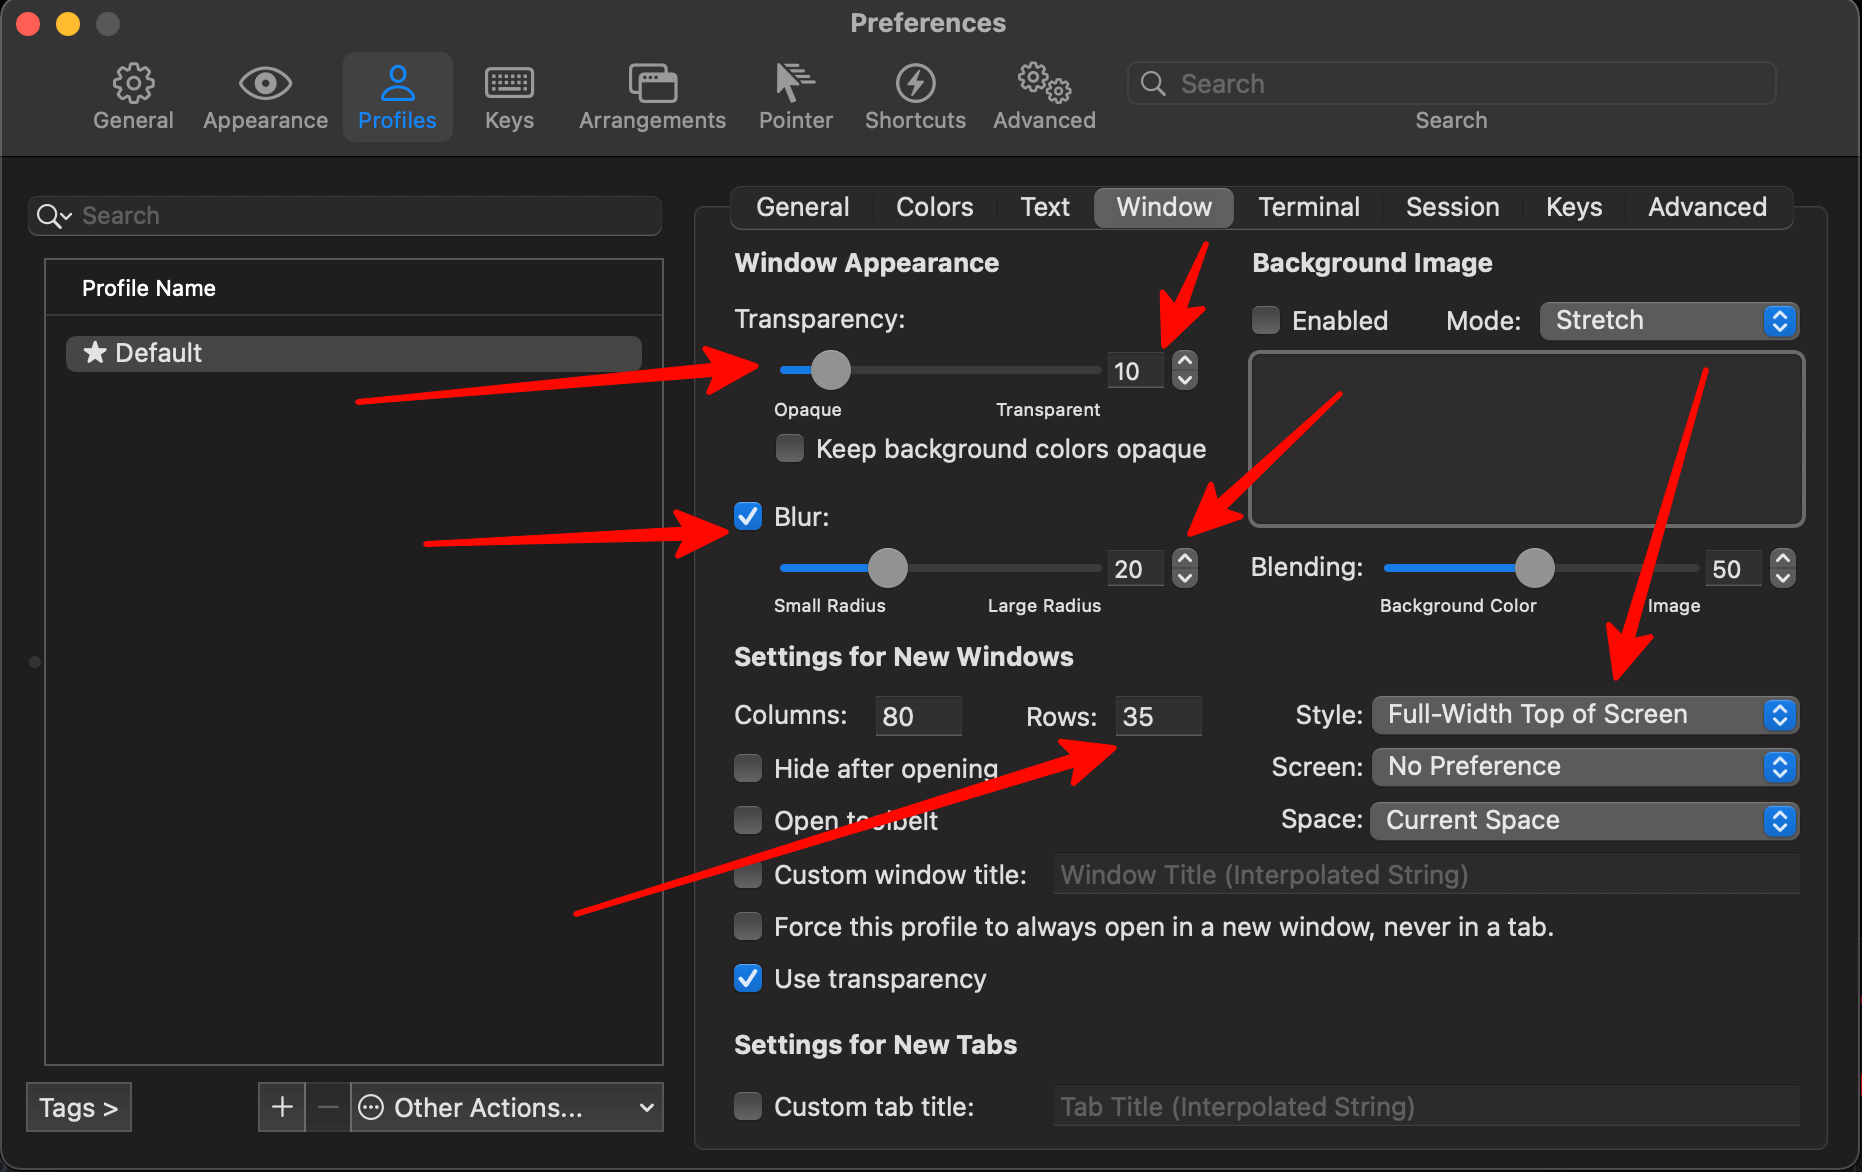 Preferences
General Appearance Profiles Keys Arrangements Pointer Shortcuts Advanced Search
Search
Search
Profile Name
Default
Tags >
Other Actions...
General Colors Text Window Terminal Session Keys Advanced
Window Appearance
Transparency:
10
Opaque Transparent
Keep background colors opaque
Blur:
20
Small Radius Large Radius
Background Image
Enabled Mode: Stretch
Blending: 50
Background Color Image
Settings for New Windows
Columns: 80 Rows: 35 Style: Full-Width Top of Screen
Hide after opening Screen: No Preference
Open toolbelt Space: Current Space
Custom window title: Window Title (Interpolated String)
Force this profile to always open in a new window, never in a tab.
Use transparency
Settings for New Tabs
Custom tab title: Tab Title (Interpolated String)